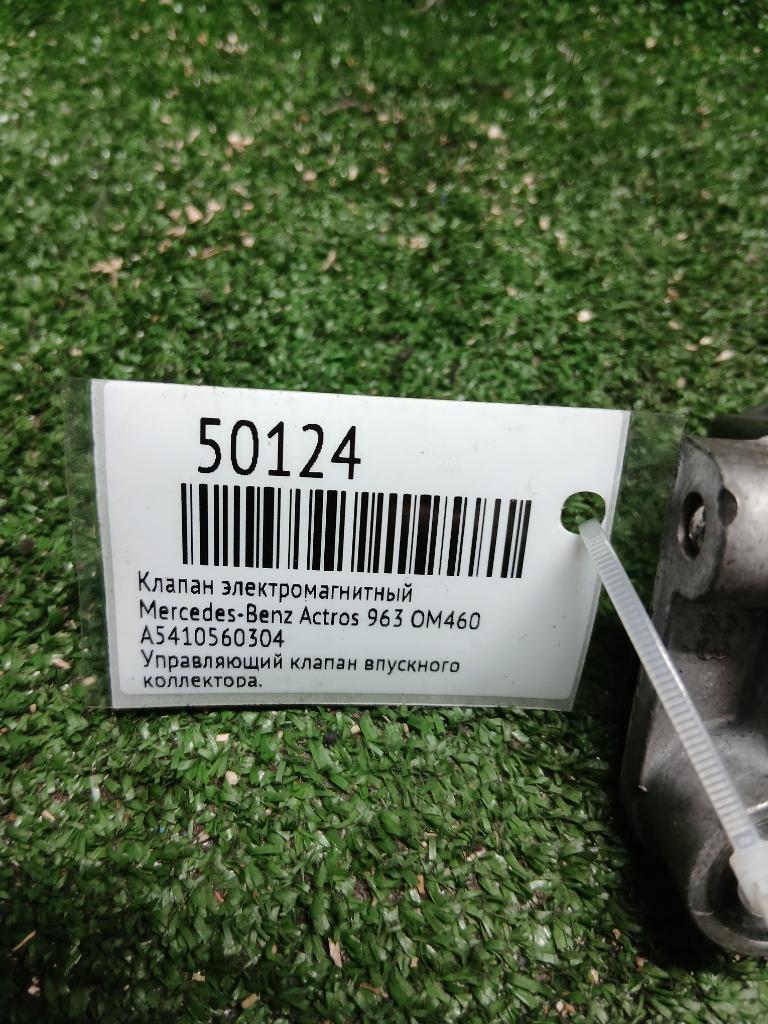 50124
Клапан электромагнитный
Mercedes-Benz Actros 963 OM460
A5410560304
Управляющий клапан впускного
коллектора.